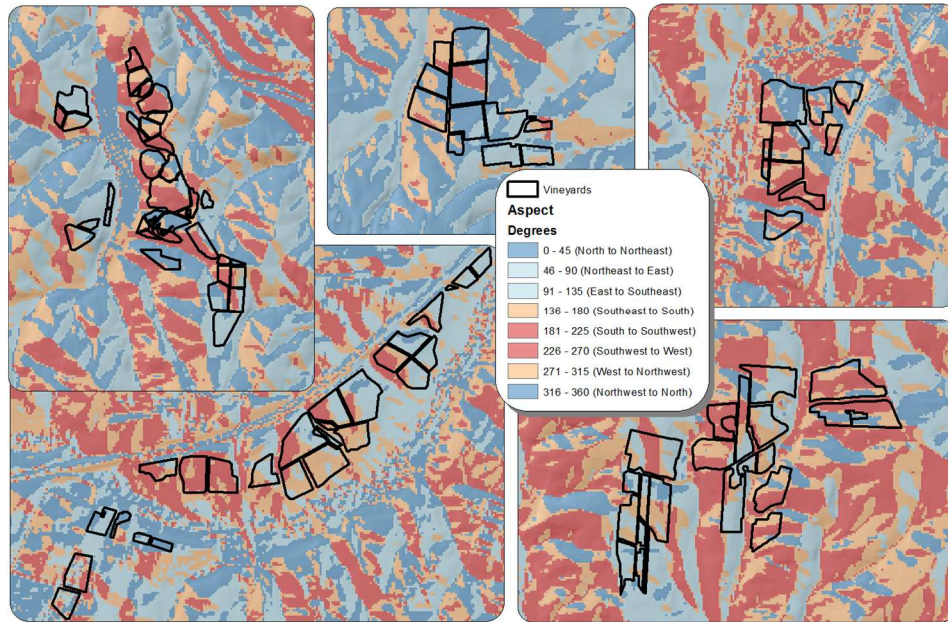 Vineyards
Aspect
Degrees
0 - 45 (North to Northeast)
46 - 90 (Northeast to East)
91 - 135 (East to Southeast)
136 - 180 (Southeast to South)
181 - 225 (South to Southwest)
226 - 270 (Southwest to West)
271 - 315 (West to Northwest)
316 - 360 (Northwest to North)